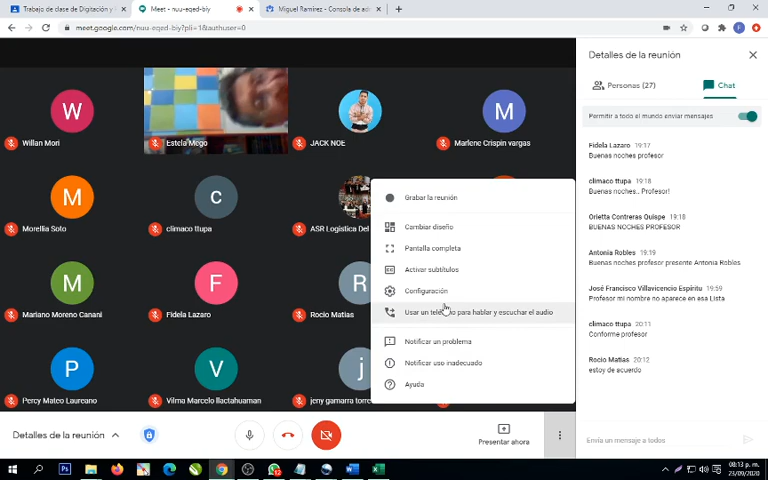 Trabajo de clase de Digitación y
Meet - nuu-eqed-biy
Miguel Ramírez - Consola de ad
meet.google.com/nuu-eqed-biy?pli=1&authuser=0
F
Detalles de la reunión
Personas (27)
Chat
Permitir a todo el mundo enviar mensajes
Fidela Lazaro 19:17
Buenas noches profesor
climaco ttupa 19:18
Buenas noches.. Profesor!
Orietta Contreras Quispe 19:18
BUENAS NOCHES PROFESOR
Antonia Robles 19:19
Buenas noches profesor presente Antonia Robles
José Francisco Villavicencio Espíritu 19:59
Profesor mi nombre no aparece en esa Lista
climaco ttupa 20:11
Conforme profesor
Rocio Matias 20:12
estoy de acuerdo
Envía un mensaje a todos
W
Willan Mori
Estela Mego
JACK NOE
M
Marlene Crispin vargas
M
Morellia Soto
c
climaco ttupa
ASR Logistica Del
M
Mariano Moreno Canani
F
Fidela Lazaro
R
Rocio Matias
P
Percy Mateo Laureano
V
Vilma Marcelo llactahuaman
j
jeny gamarra torre
Grabar la reunión
Cambiar diseño
Pantalla completa
Activar subtítulos
Configuración
Usar un teléfono para hablar y escuchar el audio
Notificar un problema
Notificar uso inadecuado
Ayuda
Detalles de la reunión
Presentar ahora
08:13 p. m.
23/09/2020